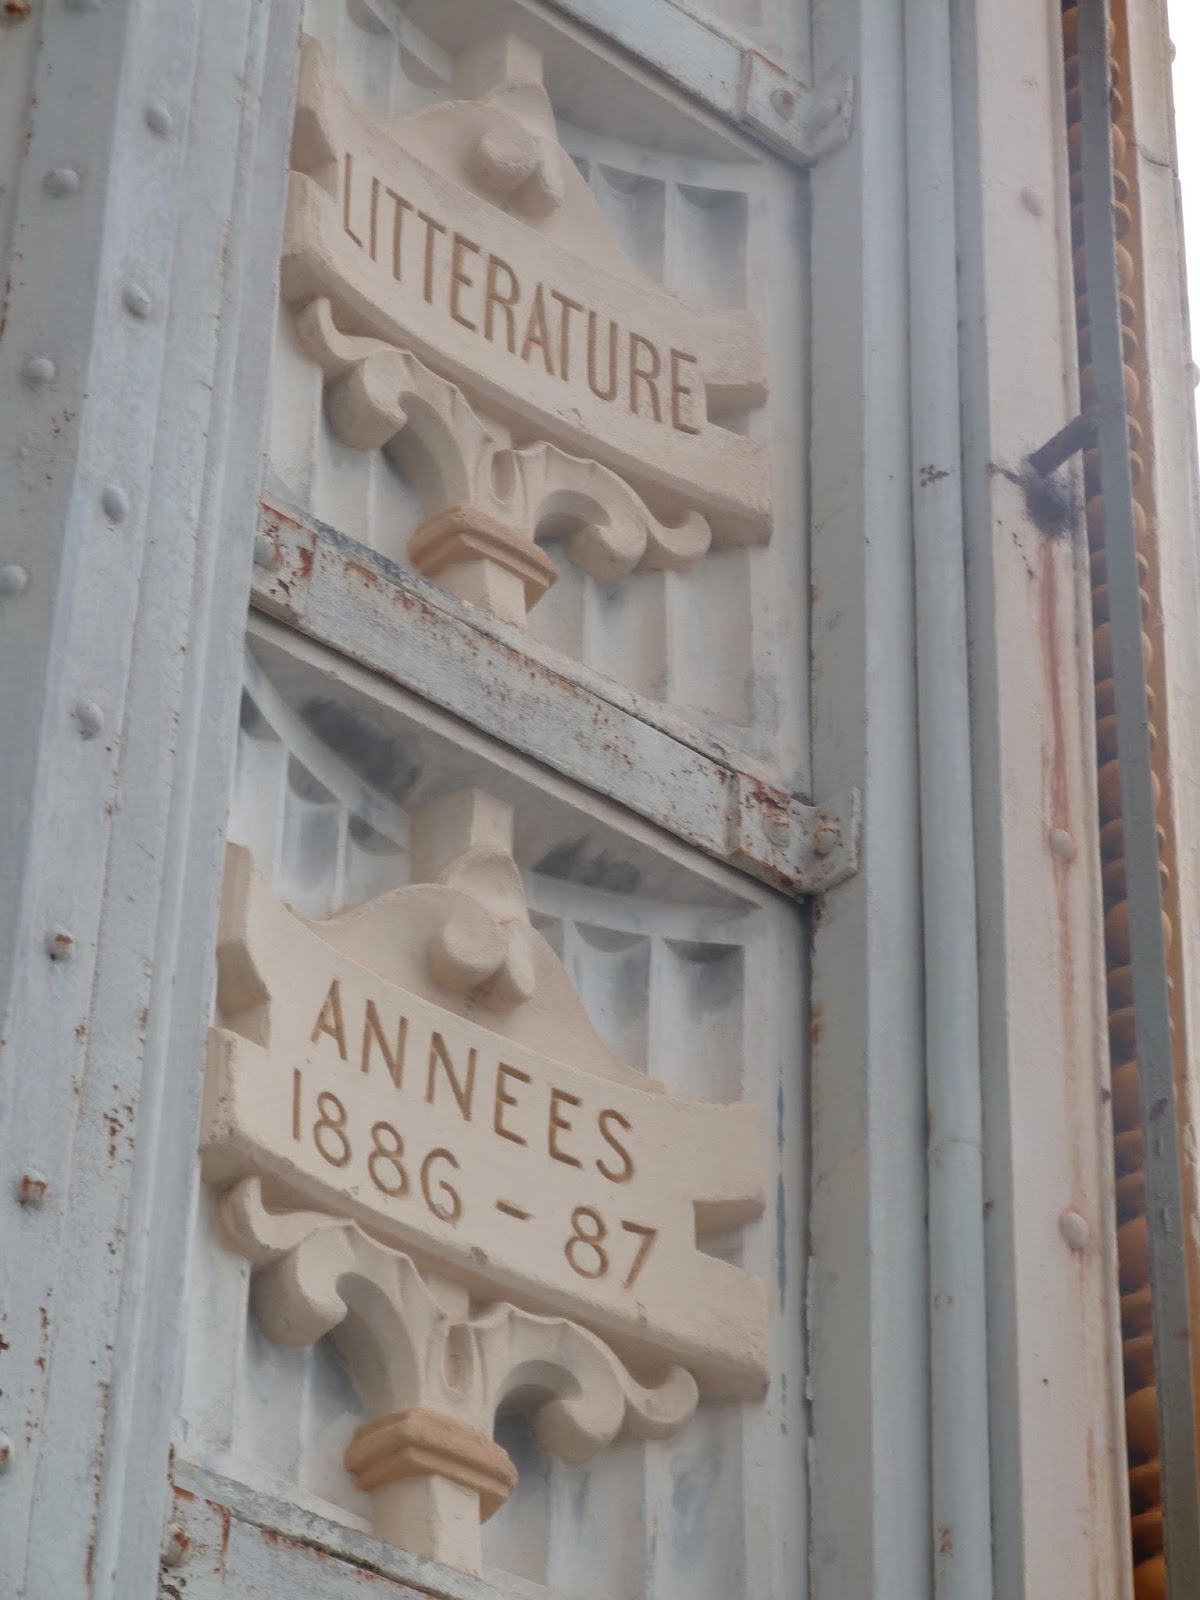 LITTERATURE
ANNEES
1886 - 87